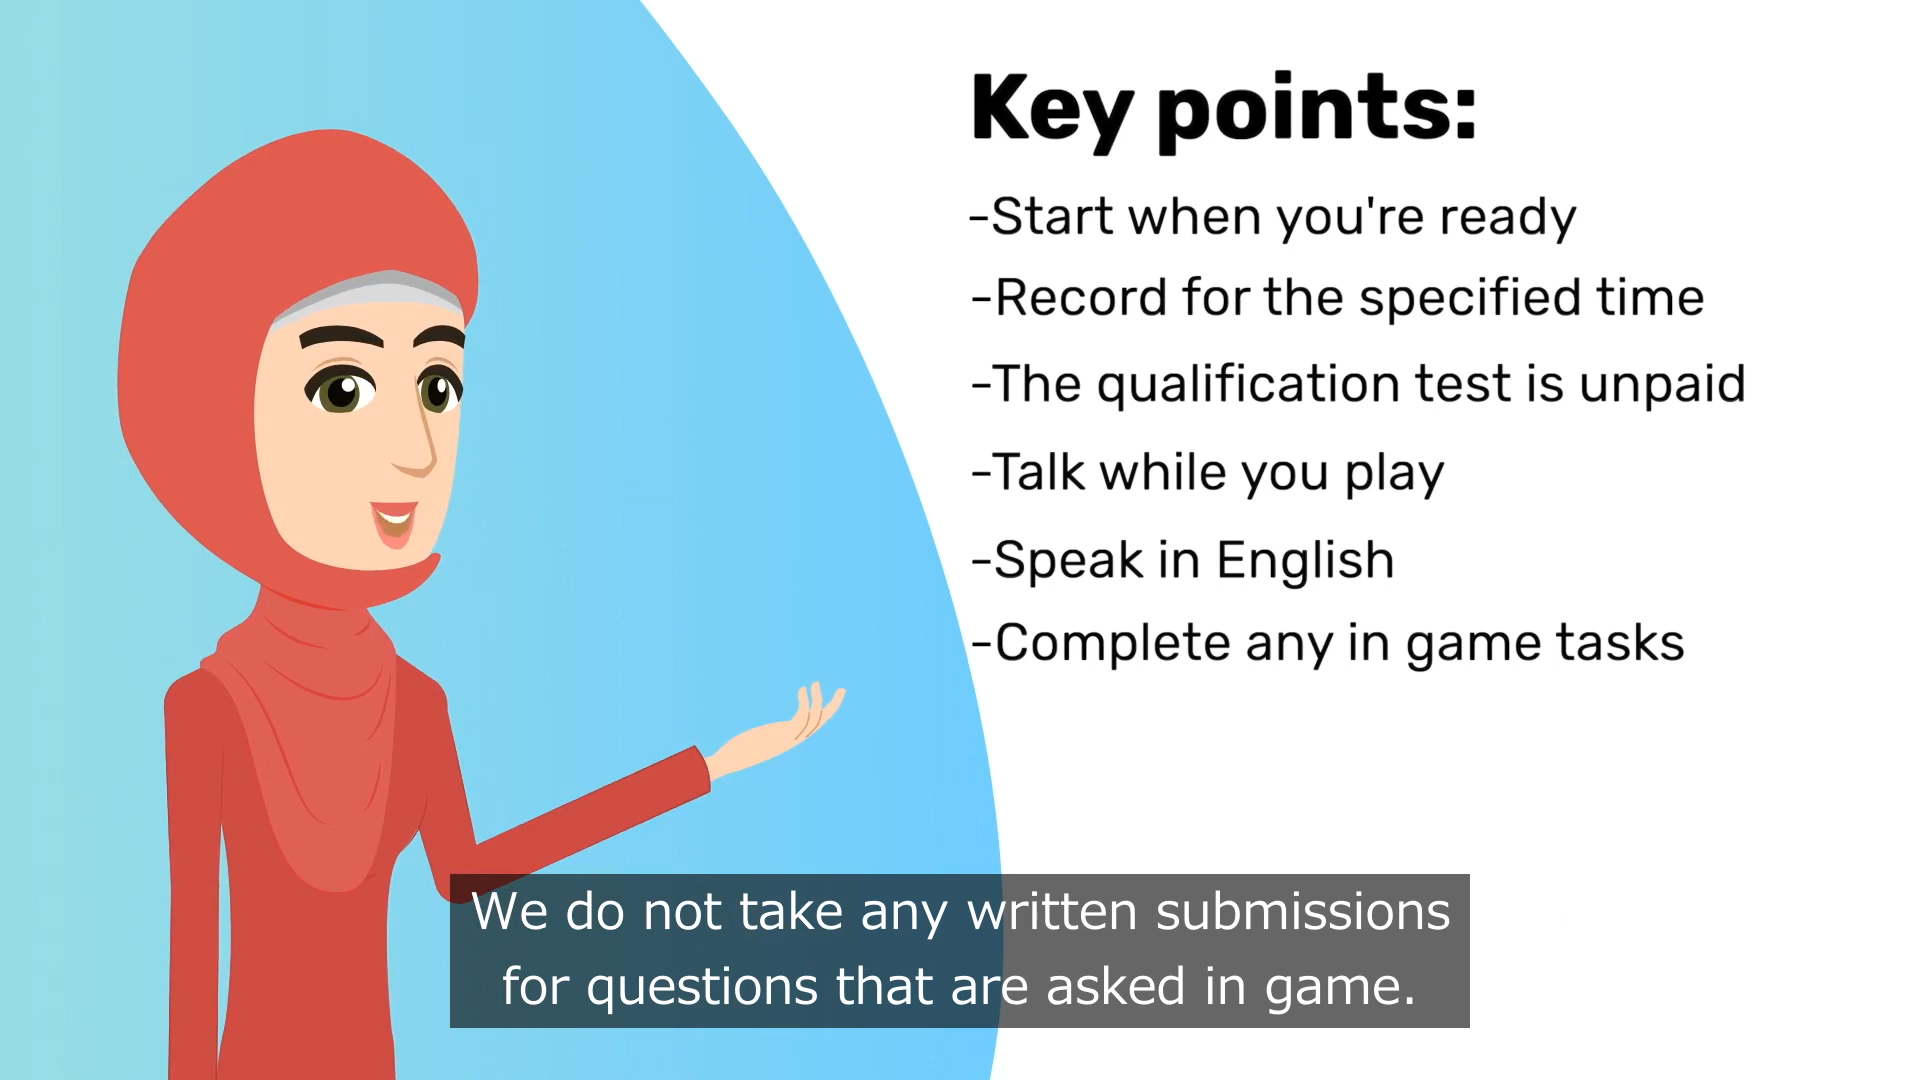 Key points:
-Start when you're ready
-Record for the specified time
-The qualification test is unpaid
-Talk while you play
-Speak in English
-Complete any in game tasks
We do not take any written submissions
for questions that are asked in game.